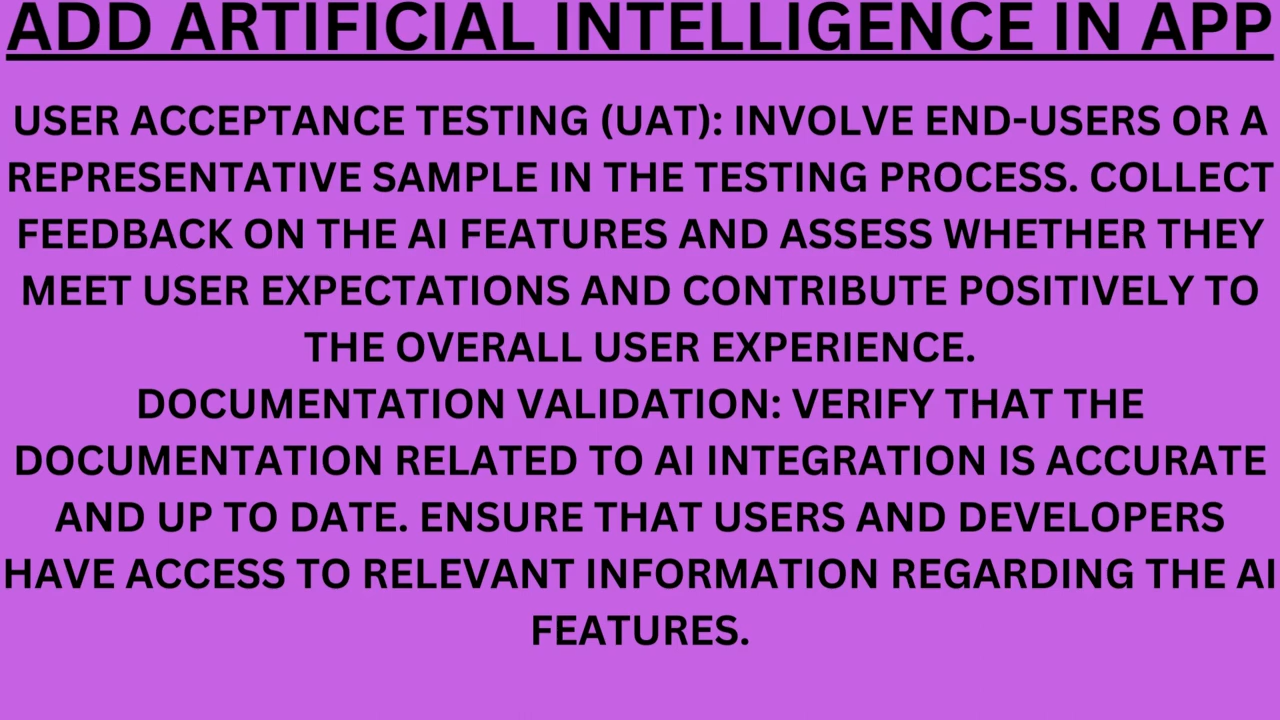 ADD ARTIFICIAL INTELLIGENCE IN APP
USER ACCEPTANCE TESTING (UAT): INVOLVE END-USERS OR A
REPRESENTATIVE SAMPLE IN THE TESTING PROCESS. COLLECT
FEEDBACK ON THE AI FEATURES AND ASSESS WHETHER THEY
MEET USER EXPECTATIONS AND CONTRIBUTE POSITIVELY TO
THE OVERALL USER EXPERIENCE.
DOCUMENTATION VALIDATION: VERIFY THAT THE
DOCUMENTATION RELATED TO AI INTEGRATION IS ACCURATE
AND UP TO DATE. ENSURE THAT USERS AND DEVELOPERS
HAVE ACCESS TO RELEVANT INFORMATION REGARDING THE AI
FEATURES.